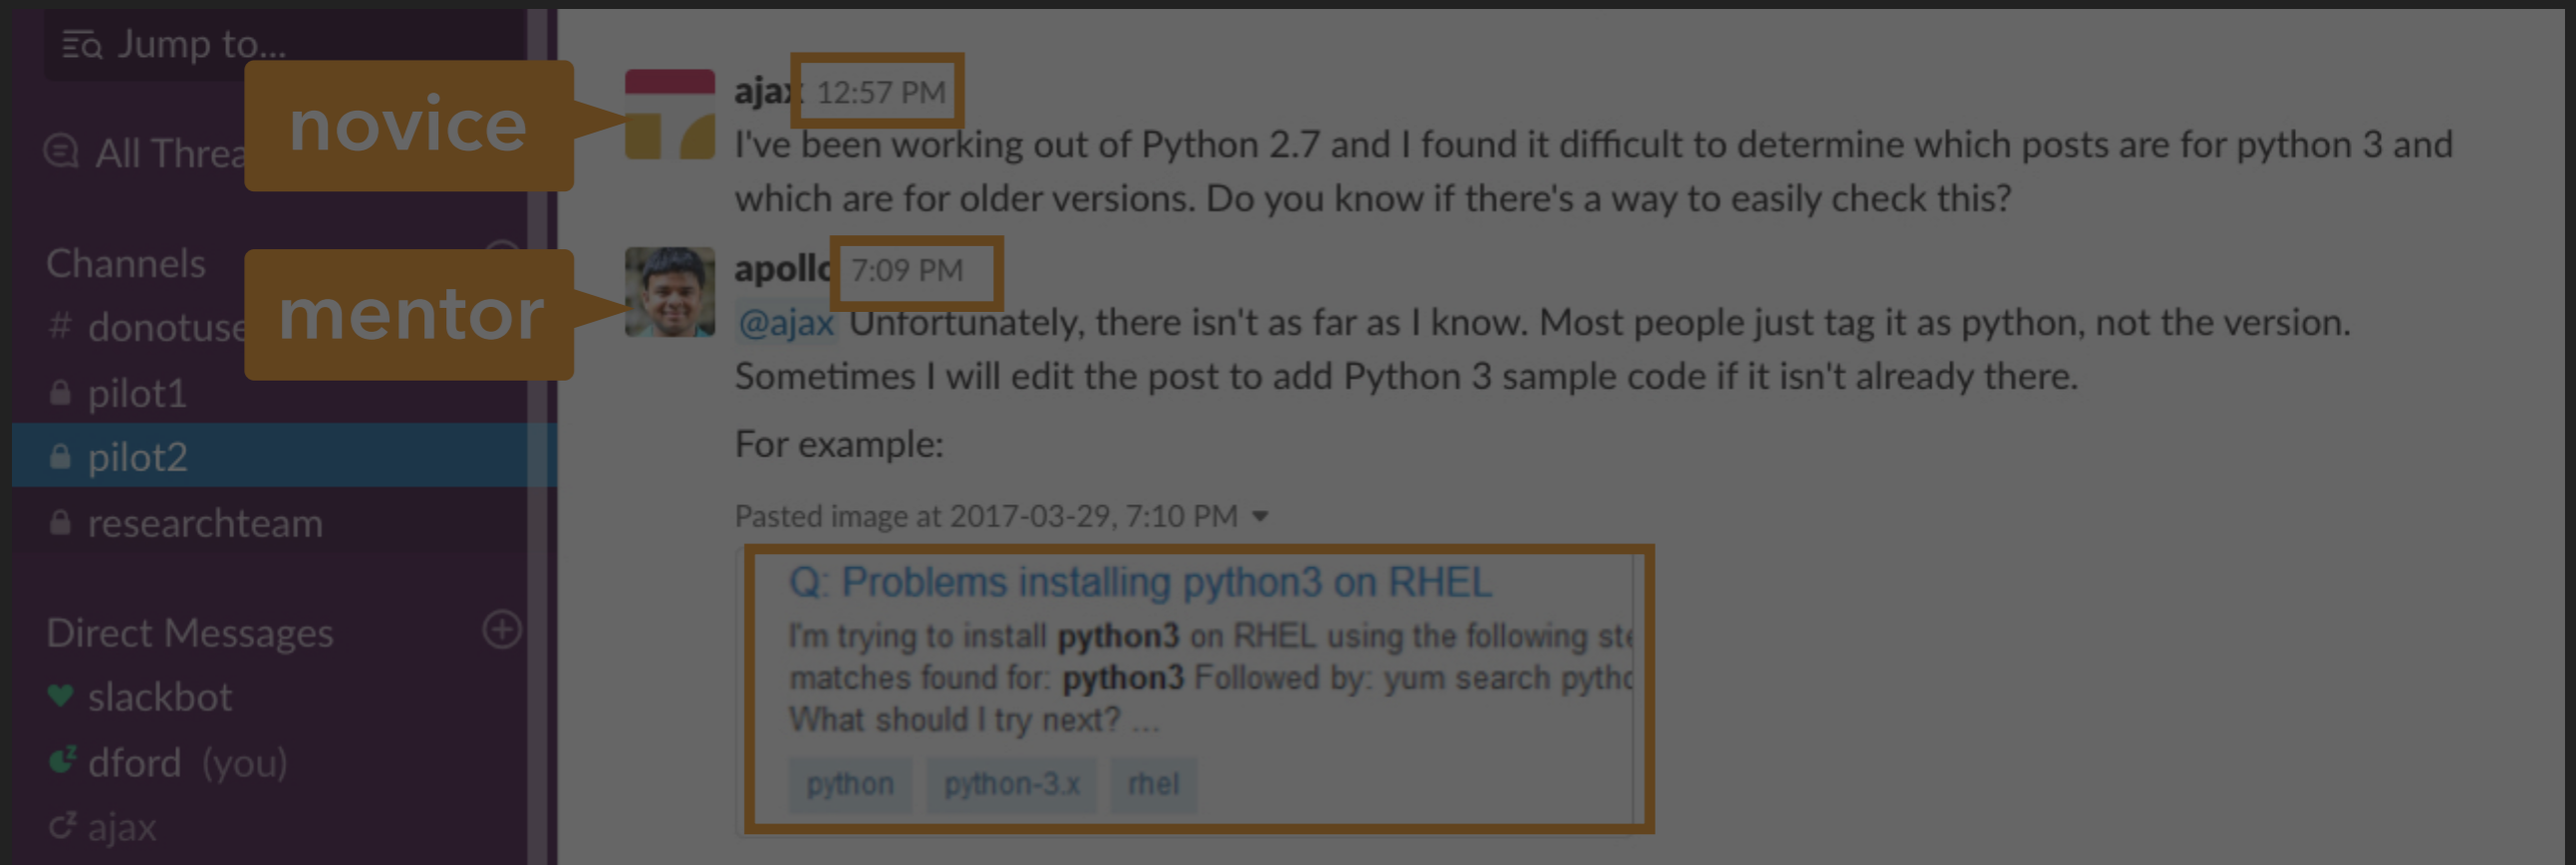 Jump to...
All Threa
Channels
# donotuse
pilot1
pilot2
researchteam
Direct Messages
slackbot
dford (you)
ajax
novice
mentor
ajax 12:57 PM
I've been working out of Python 2.7 and I found it difficult to determine which posts are for python 3 and
which are for older versions. Do you know if there's a way to easily check this?
apollo 7:09 PM
@ajax Unfortunately, there isn't as far as I know. Most people just tag it as python, not the version.
Sometimes I will edit the post to add Python 3 sample code if it isn't already there.
For example:
Pasted image at 2017-03-29, 7:10 PM
Q: Problems installing python3 on RHEL
I'm trying to install python3 on RHEL using the following ste
matches found for: python3 Followed by: yum search pytho
What should I try next? ...
python python-3.x rhel